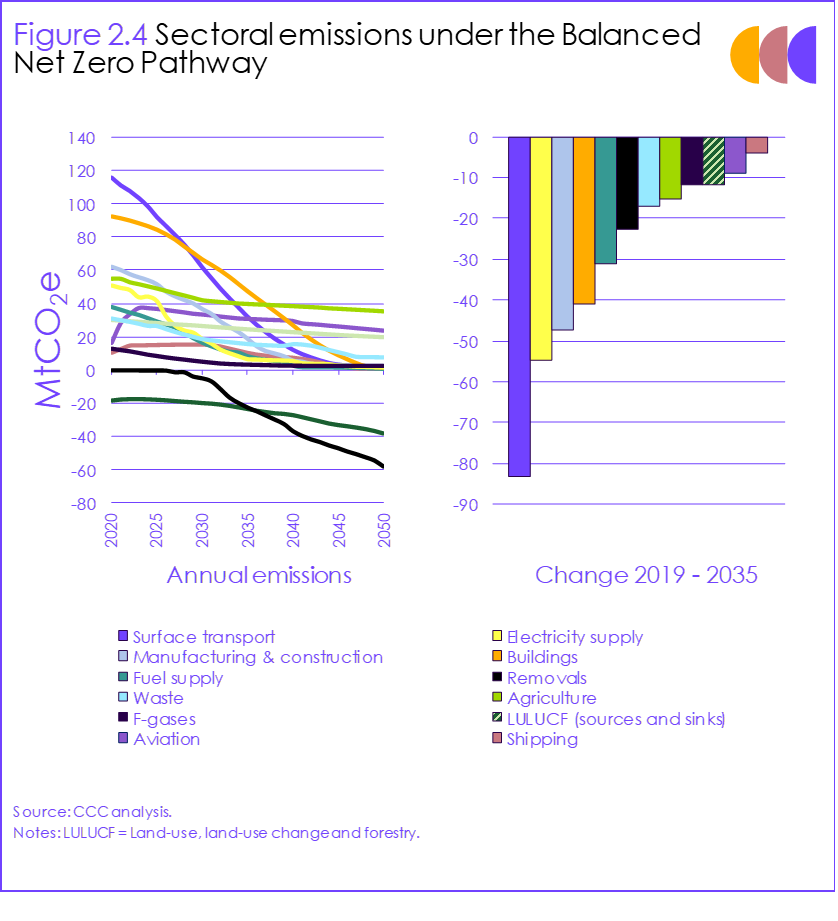 Figure 2.4 Sectoral emissions under the Balanced
Net Zero Pathway
MtCO2e
140
120
100
80
60
40
20
0
-20
-40
-60
-80
2020
2025
2030
2035
2040
2045
2050
Annual emissions
0
-10
-20
-30
-40
-50
-60
-70
-80
-90
Change 2019 - 2035
Surface transport
Electricity supply
Manufacturing & construction
Buildings
Fuel supply
Removals
Waste
Agriculture
F-gases
LULUCF (sources and sinks)
Aviation
Shipping
Source: CCC analysis.
Notes: LULUCF = Land-use, land-use change and forestry.